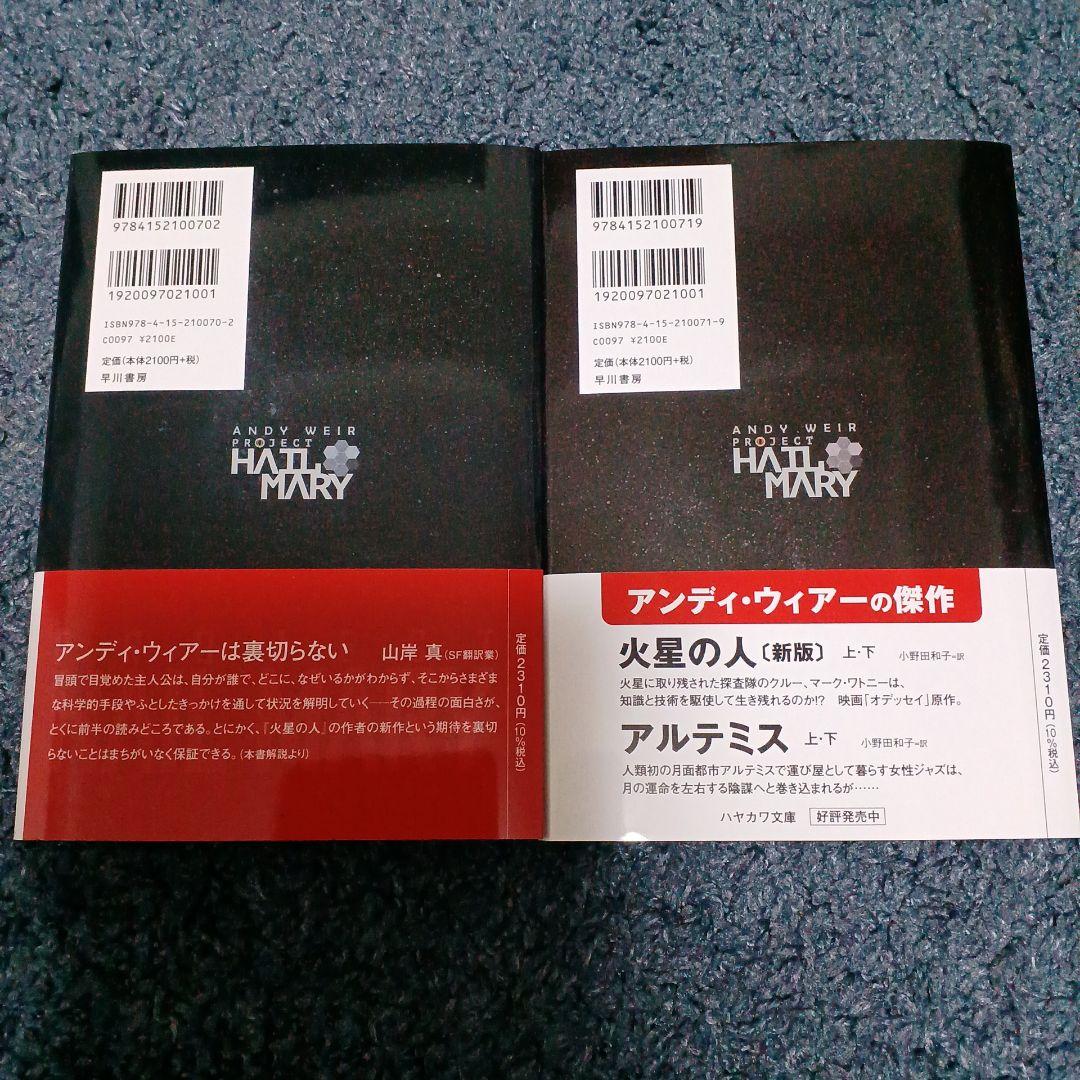 9784152100702
1920097021001
ISBN978-4-15-210070-2
C0097 ¥2100E
定価(本体2100円+税)
早川書房
ANDY WEIR
PROJECT
HAIL
MARY
アンディ・ウィアーは裏切らない 山岸 真(SF翻訳業)
冒頭で目覚めた主人公は、自分が誰で、どこに、なぜいるかがわからず、そこからさまざま
な科学的手段やふとしたきっかけを通して状況を解明していく――その過程の面白さが、
とくに前半の読みどころである。とにかく、『火星の人』の作者の新作という期待を裏切
らないことはまちがいなく保証できる。(本書解説より)
定価2310円(10%税込)
9784152100719
1920097021001
ISBN978-4-15-210071-9
C0097 ¥2100E
定価(本体2100円+税)
早川書房
ANDY WEIR
PROJECT
HAIL
MARY
アンディ・ウィアーの傑作
火星の人〔新版〕 上・下 小野田和子=訳
火星に取り残された探査隊のクルー、マーク・ワトニーは、
知識と技術を駆使して生き残れるのか!? 映画「オデッセイ」原作。
アルテミス 上・下 小野田和子=訳
人類初の月面都市アルテミスで運び屋として暮らす女性ジャズは、
月の運命を左右する陰謀へと巻き込まれるが……
ハヤカワ文庫 好評発売中
定価2310円(10%税込)